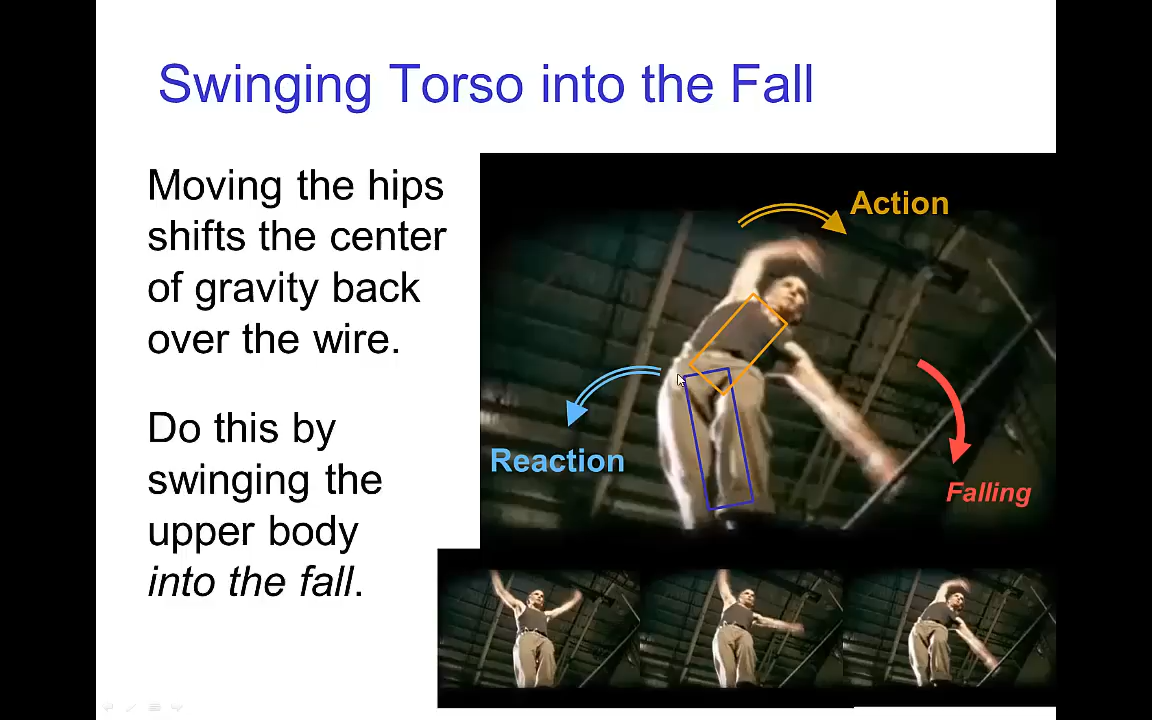 Swinging Torso into the Fall
Moving the hips
shifts the center
of gravity back
over the wire.
Do this by
swinging the
upper body
into the fall.
Action
Reaction
Falling